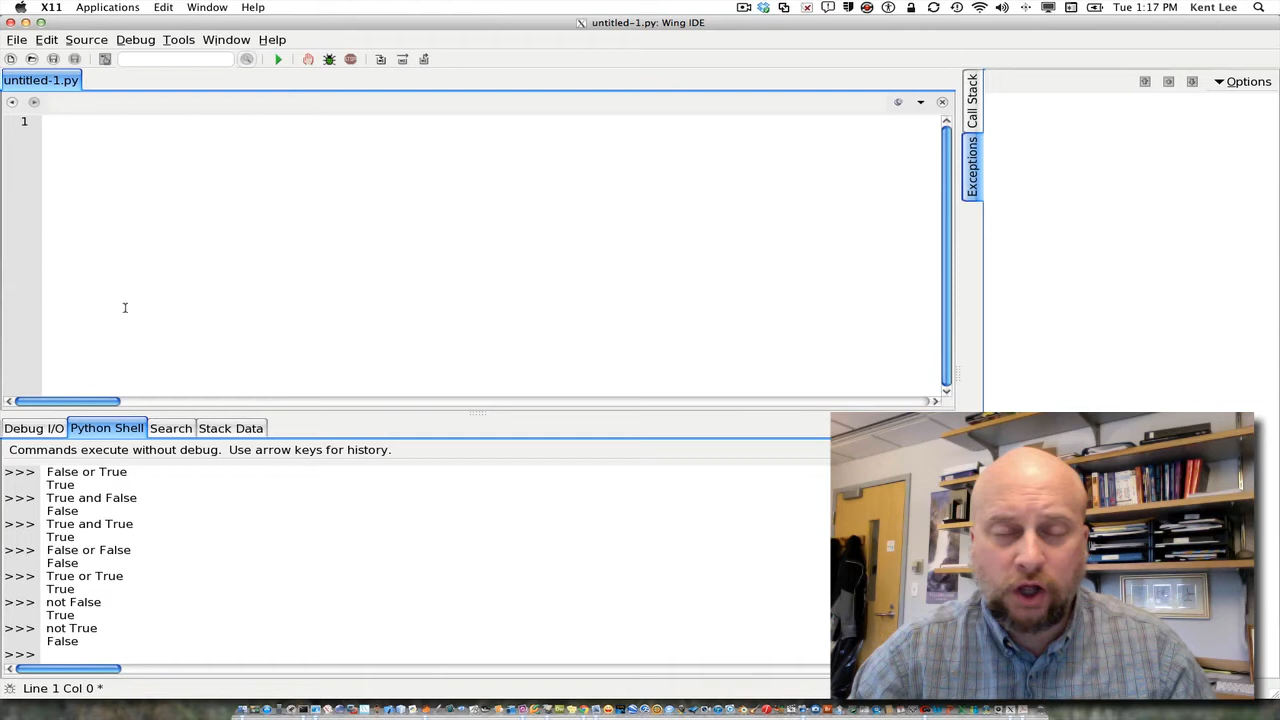 X11 Applications Edit Window Help Tue 1:17 PM Kent Lee
untitled-1.py: Wing IDE
File Edit Source Debug Tools Window Help
untitled-1.py
Call Stack
Exceptions
Options
1
Debug I/O Python Shell Search Stack Data
Commands execute without debug. Use arrow keys for history.
>>> False or True
True
>>> True and False
False
>>> True and True
True
>>> False or False
False
>>> True or True
True
>>> not False
True
>>> not True
False
>>>
Line 1 Col 0 *